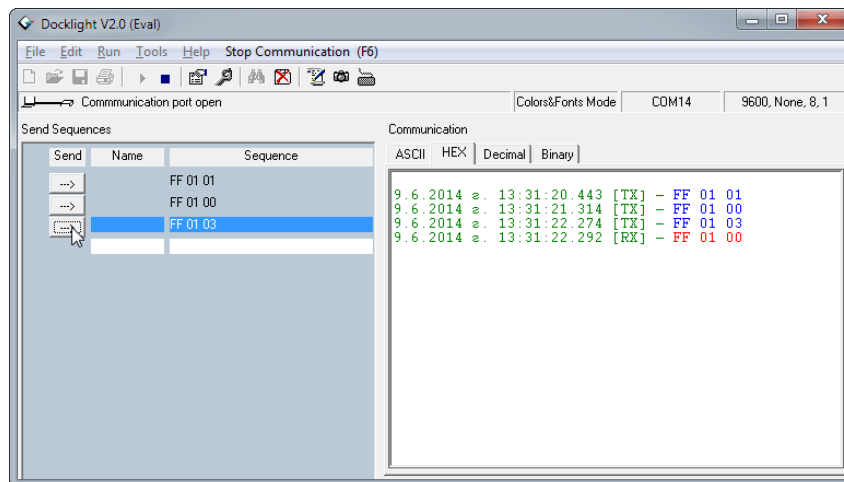 Docklight V2.0 (Eval)
File Edit Run Tools Help Stop Communication (F6)
Commmunication port open Colors&Fonts Mode COM14 9600, None, 8, 1
Send Sequences
Send Name Sequence
---> FF 01 01
---> FF 01 00
---> FF 01 03
Communication
ASCII HEX Decimal Binary
9.6.2014 г. 13:31:20.443 [TX] - FF 01 01
9.6.2014 г. 13:31:21.314 [TX] - FF 01 00
9.6.2014 г. 13:31:22.274 [TX] - FF 01 03
9.6.2014 г. 13:31:22.292 [RX] - FF 01 00